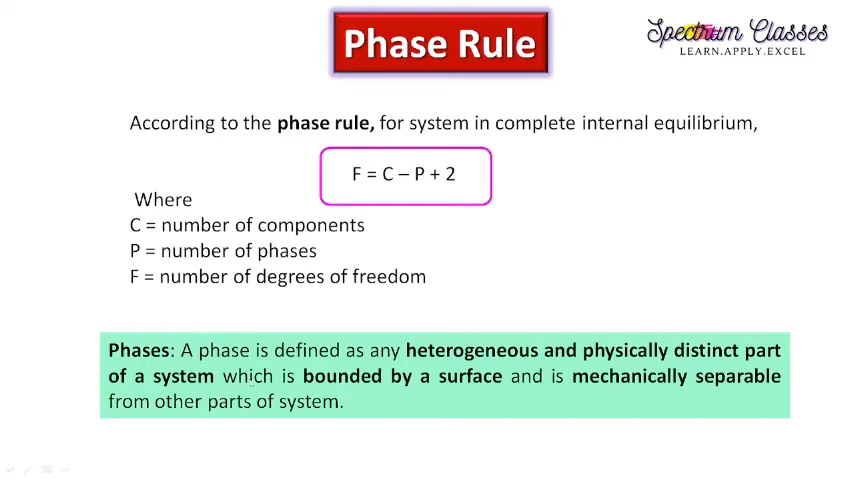 Phase Rule
Spectrum Classes
LEARN.APPLY.EXCEL
According to the phase rule, for system in complete internal equilibrium,
F = C – P + 2
Where
C = number of components
P = number of phases
F = number of degrees of freedom
Phases: A phase is defined as any heterogeneous and physically distinct part
of a system which is bounded by a surface and is mechanically separable
from other parts of system.